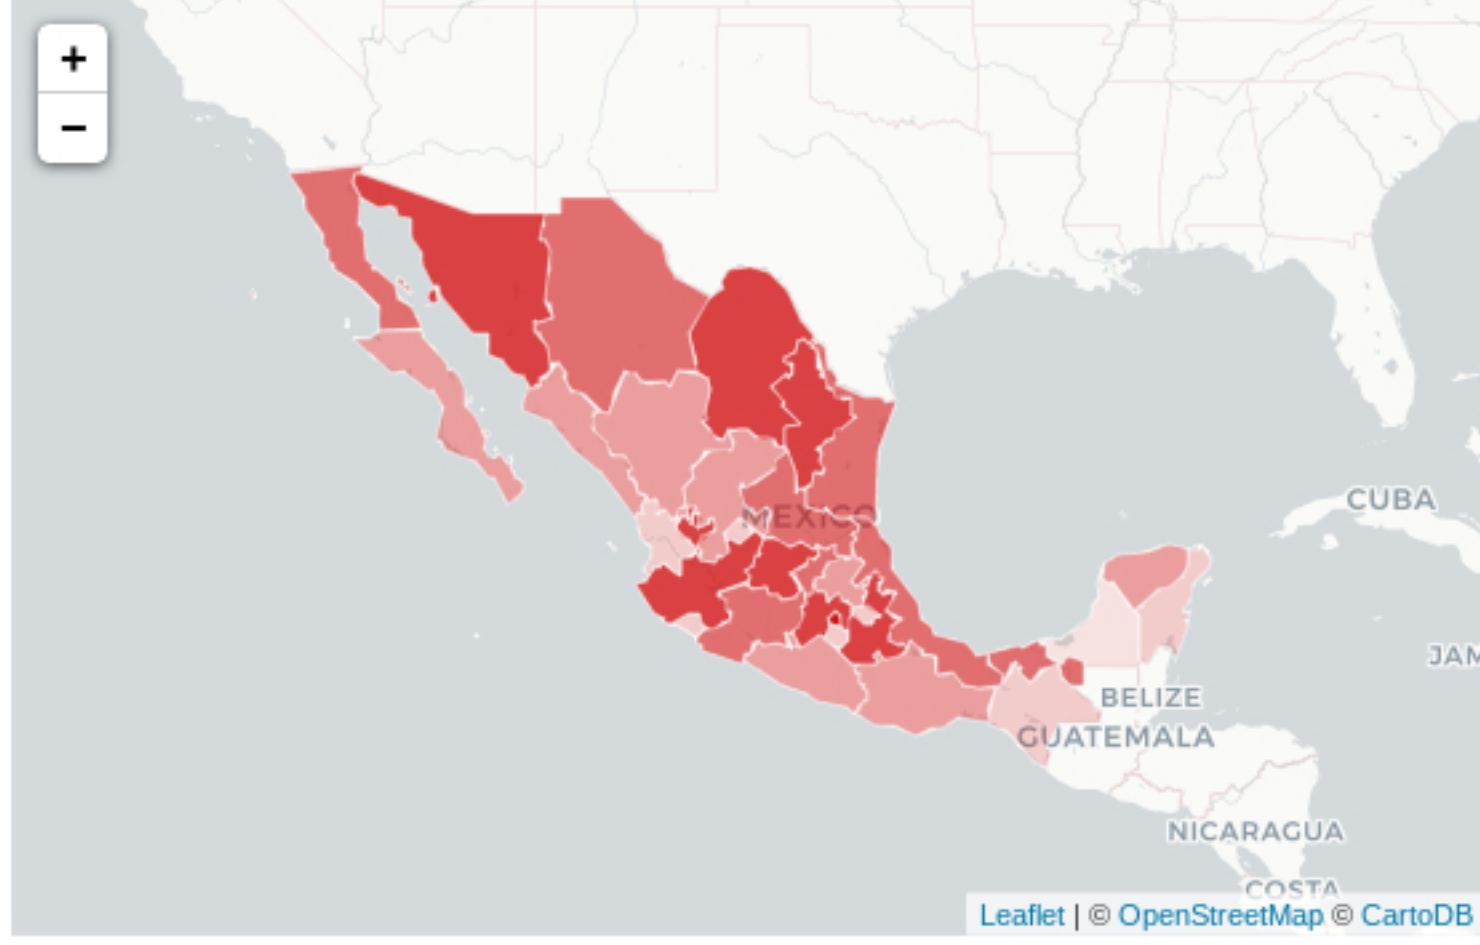 +
−
MEXICO
CUBA
JAM
BELIZE
GUATEMALA
NICARAGUA
COSTA
Leaflet | © OpenStreetMap © CartoDB